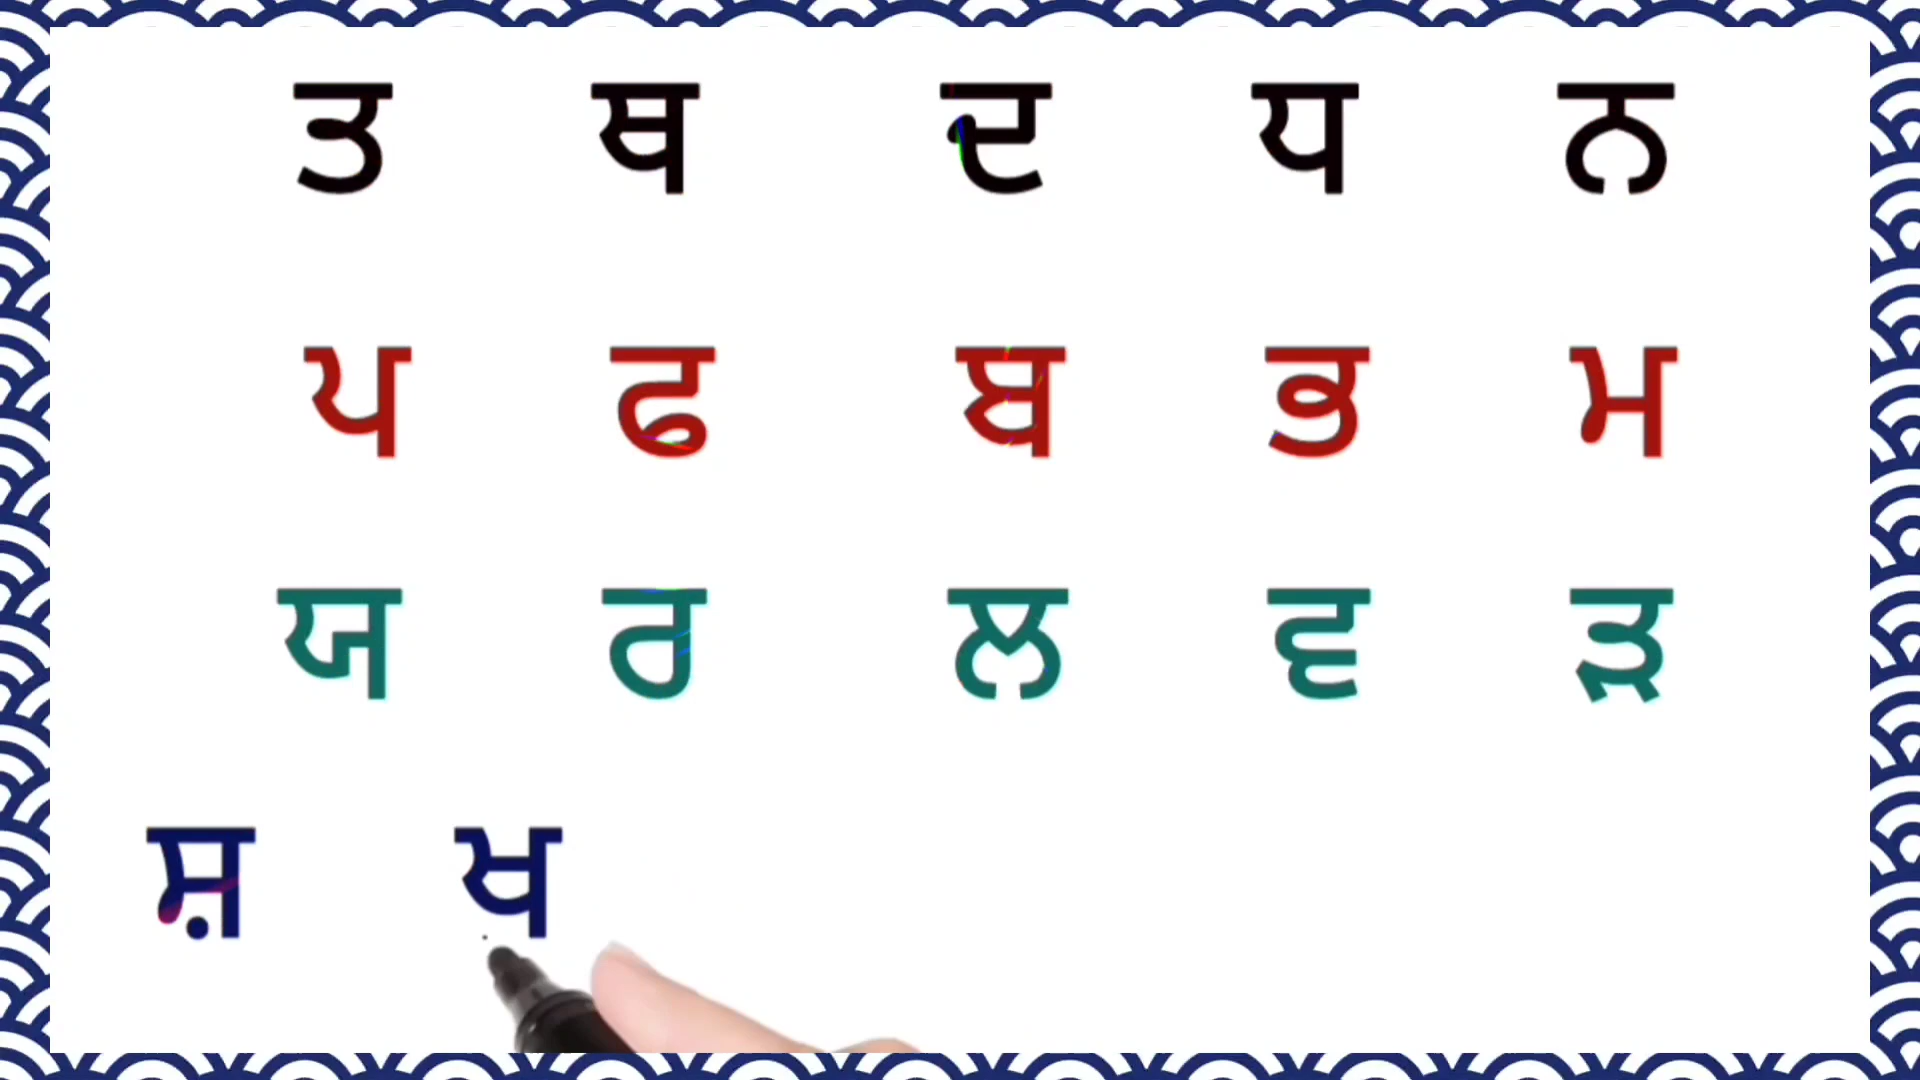 ਤ ਥ ਦ ਧ ਨ
ਪ ਫ ਬ ਭ ਮ
ਯ ਰ ਲ ਵ ੜ
ਸ਼ ਖ